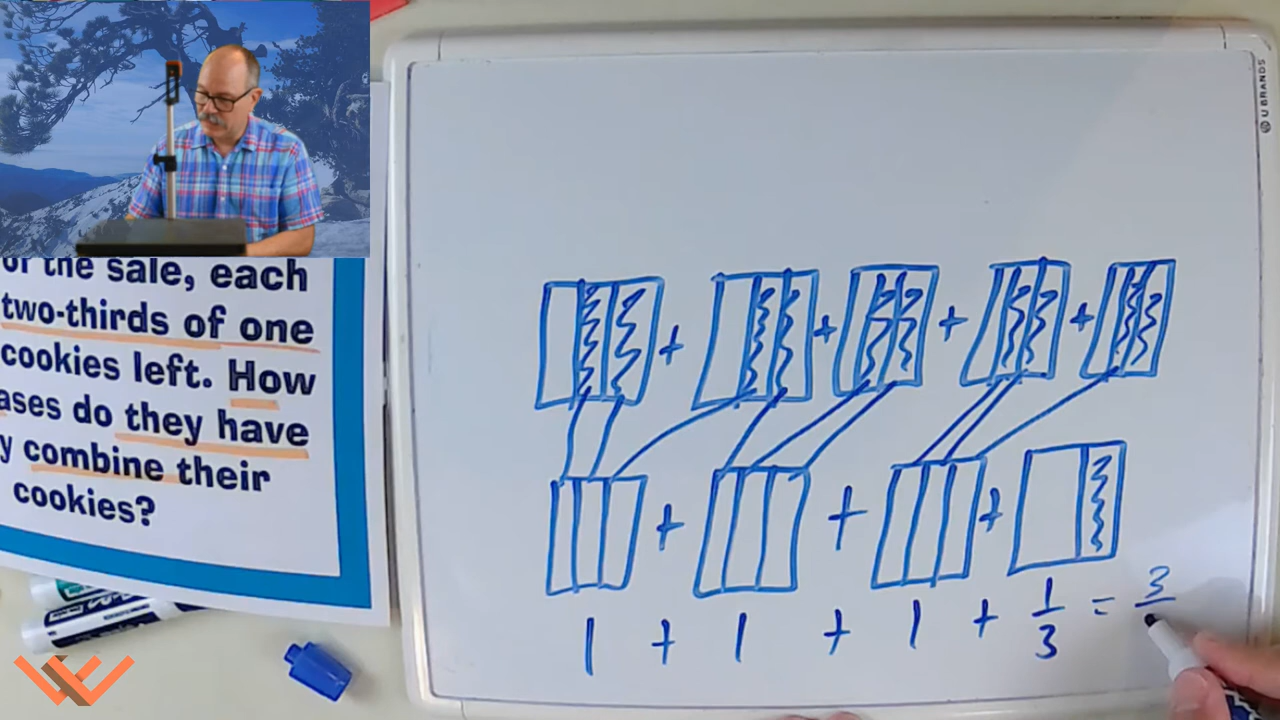 of the sale, each
two-thirds of one
cookies left. How
ases do they have
y combine their
cookies?
U BRANDS
+ + + +
+ + +
1 + 1 + 1 + 1/3 = 3